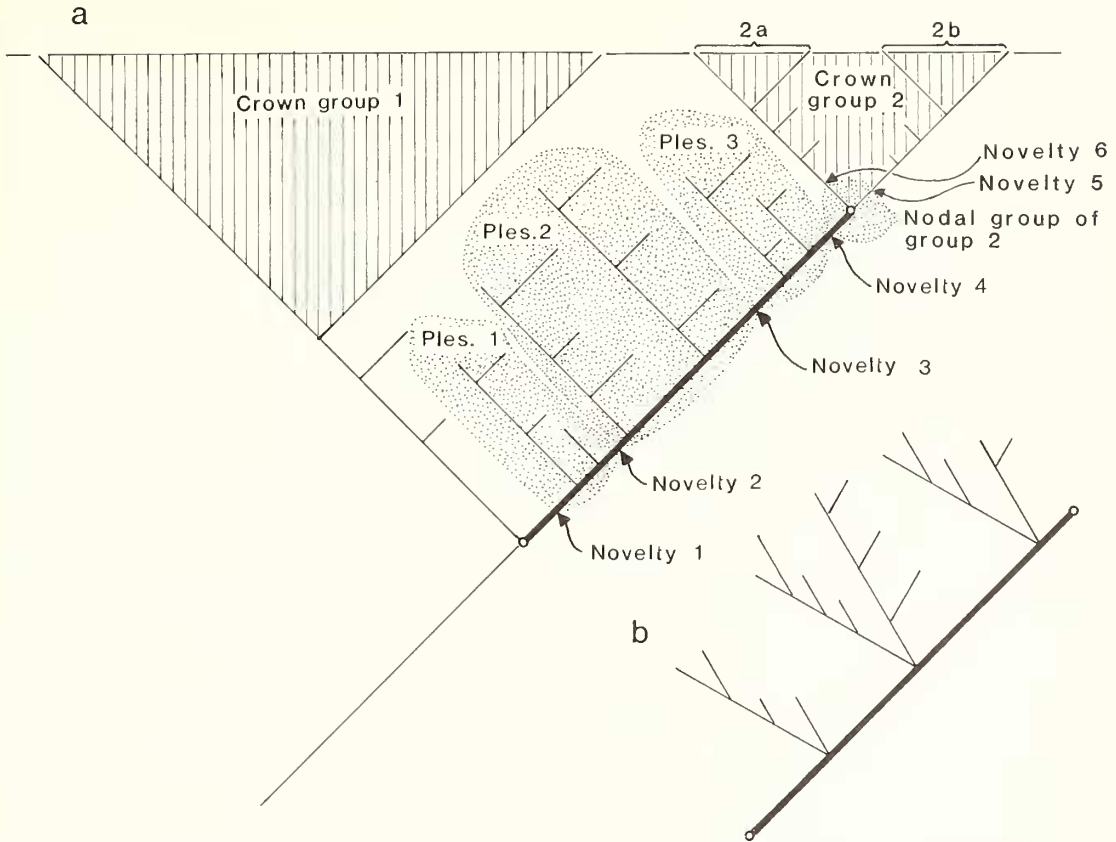 a
2a
2b
Crown group 1
Crown
group 2
Ples. 3
Novelty 6
Novelty 5
Ples.2
Nodal group of
group 2
Novelty 4
Ples. 1
Novelty 3
Novelty 2
Novelty 1
b